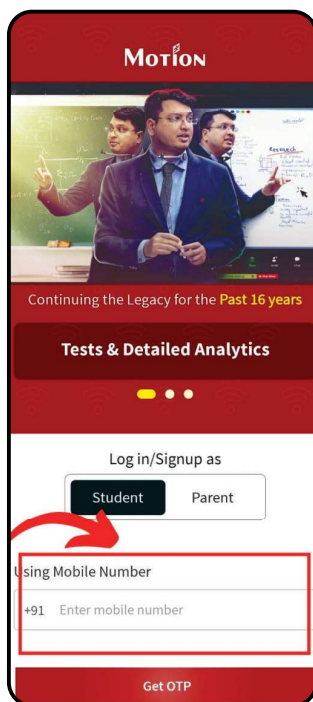 MOTION
Continuing the Legacy for the Past 16 years
Tests & Detailed Analytics
Log in/Signup as
Student Parent
Using Mobile Number
+91 Enter mobile number
Get OTP